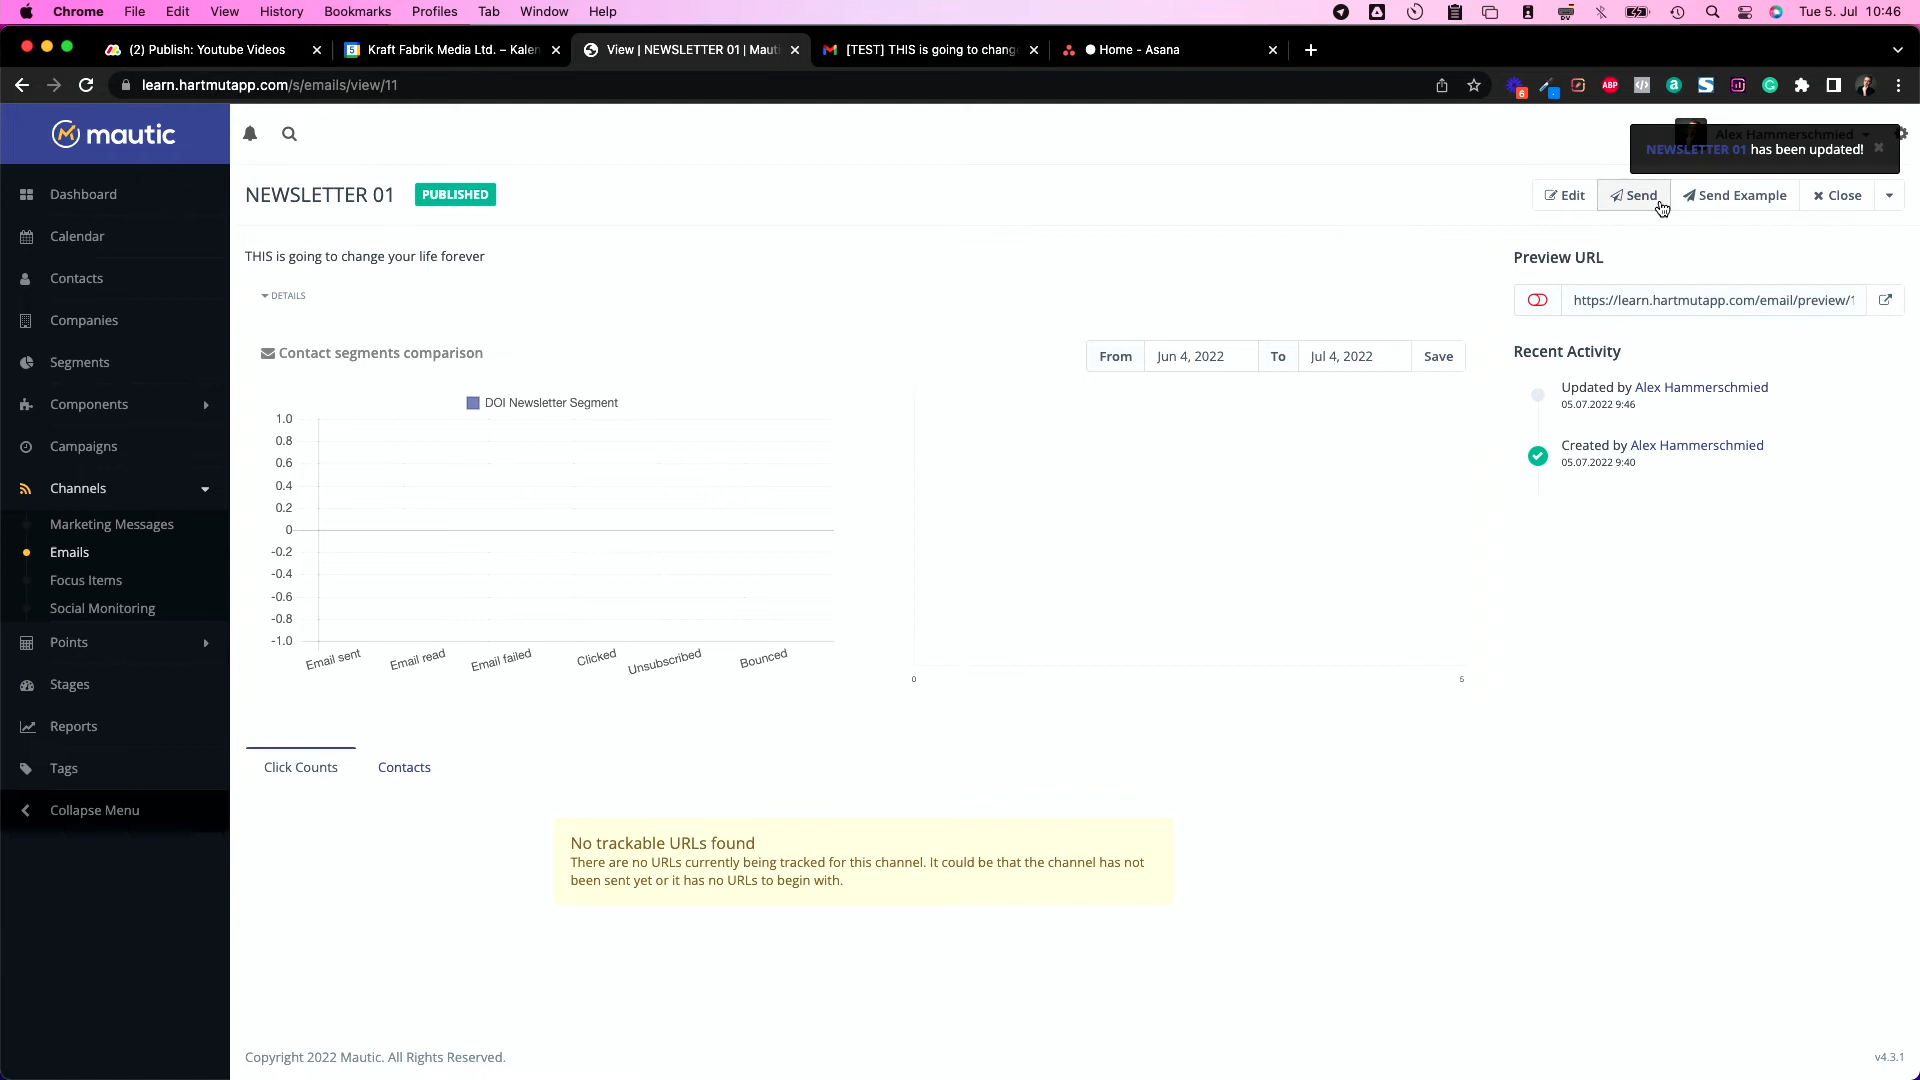 Chrome File Edit View History Bookmarks Profiles Tab Window Help Tue 5. Jul 10:46
(2) Publish: Youtube Videos
Kraft Fabrik Media Ltd. – Kalen
View | NEWSLETTER 01 | Mauti
[TEST] THIS is going to chang
Home - Asana
learn.hartmutapp.com/s/emails/view/11
ABP
6
mautic
Alex Hammerschmied
NEWSLETTER 01 has been updated!
NEWSLETTER 01 PUBLISHED
Edit Send Send Example Close
Dashboard
Calendar
Contacts
Companies
Segments
Components
Campaigns
Channels
Marketing Messages
Emails
Focus Items
Social Monitoring
Points
Stages
Reports
Tags
Collapse Menu
THIS is going to change your life forever
DETAILS
Contact segments comparison
From Jun 4, 2022 To Jul 4, 2022 Save
DOI Newsletter Segment
1.0
0.8
0.6
0.4
0.2
0
-0.2
-0.4
-0.6
-0.8
-1.0
Email sent Email read Email failed Clicked Unsubscribed Bounced
0 5
Preview URL
https://learn.hartmutapp.com/email/preview/1
Recent Activity
Updated by Alex Hammerschmied
05.07.2022 9:46
Created by Alex Hammerschmied
05.07.2022 9:40
Click Counts Contacts
No trackable URLs found
There are no URLs currently being tracked for this channel. It could be that the channel has not
been sent yet or it has no URLs to begin with.
Copyright 2022 Mautic. All Rights Reserved. v4.3.1